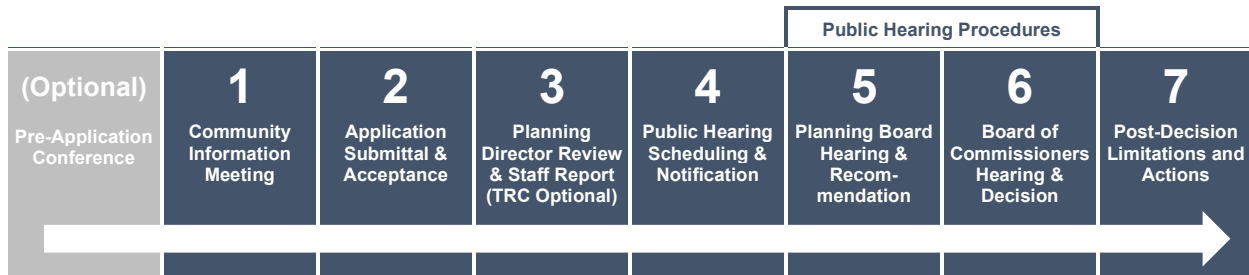 Public Hearing Procedures
(Optional)
Pre-Application
Conference
1
Community
Information
Meeting
2
Application
Submittal &
Acceptance
3
Planning
Director Review
& Staff Report
(TRC Optional)
4
Public Hearing
Scheduling &
Notification
5
Planning Board
Hearing &
Recom-
mendation
6
Board of
Commissioners
Hearing &
Decision
7
Post-Decision
Limitations and
Actions